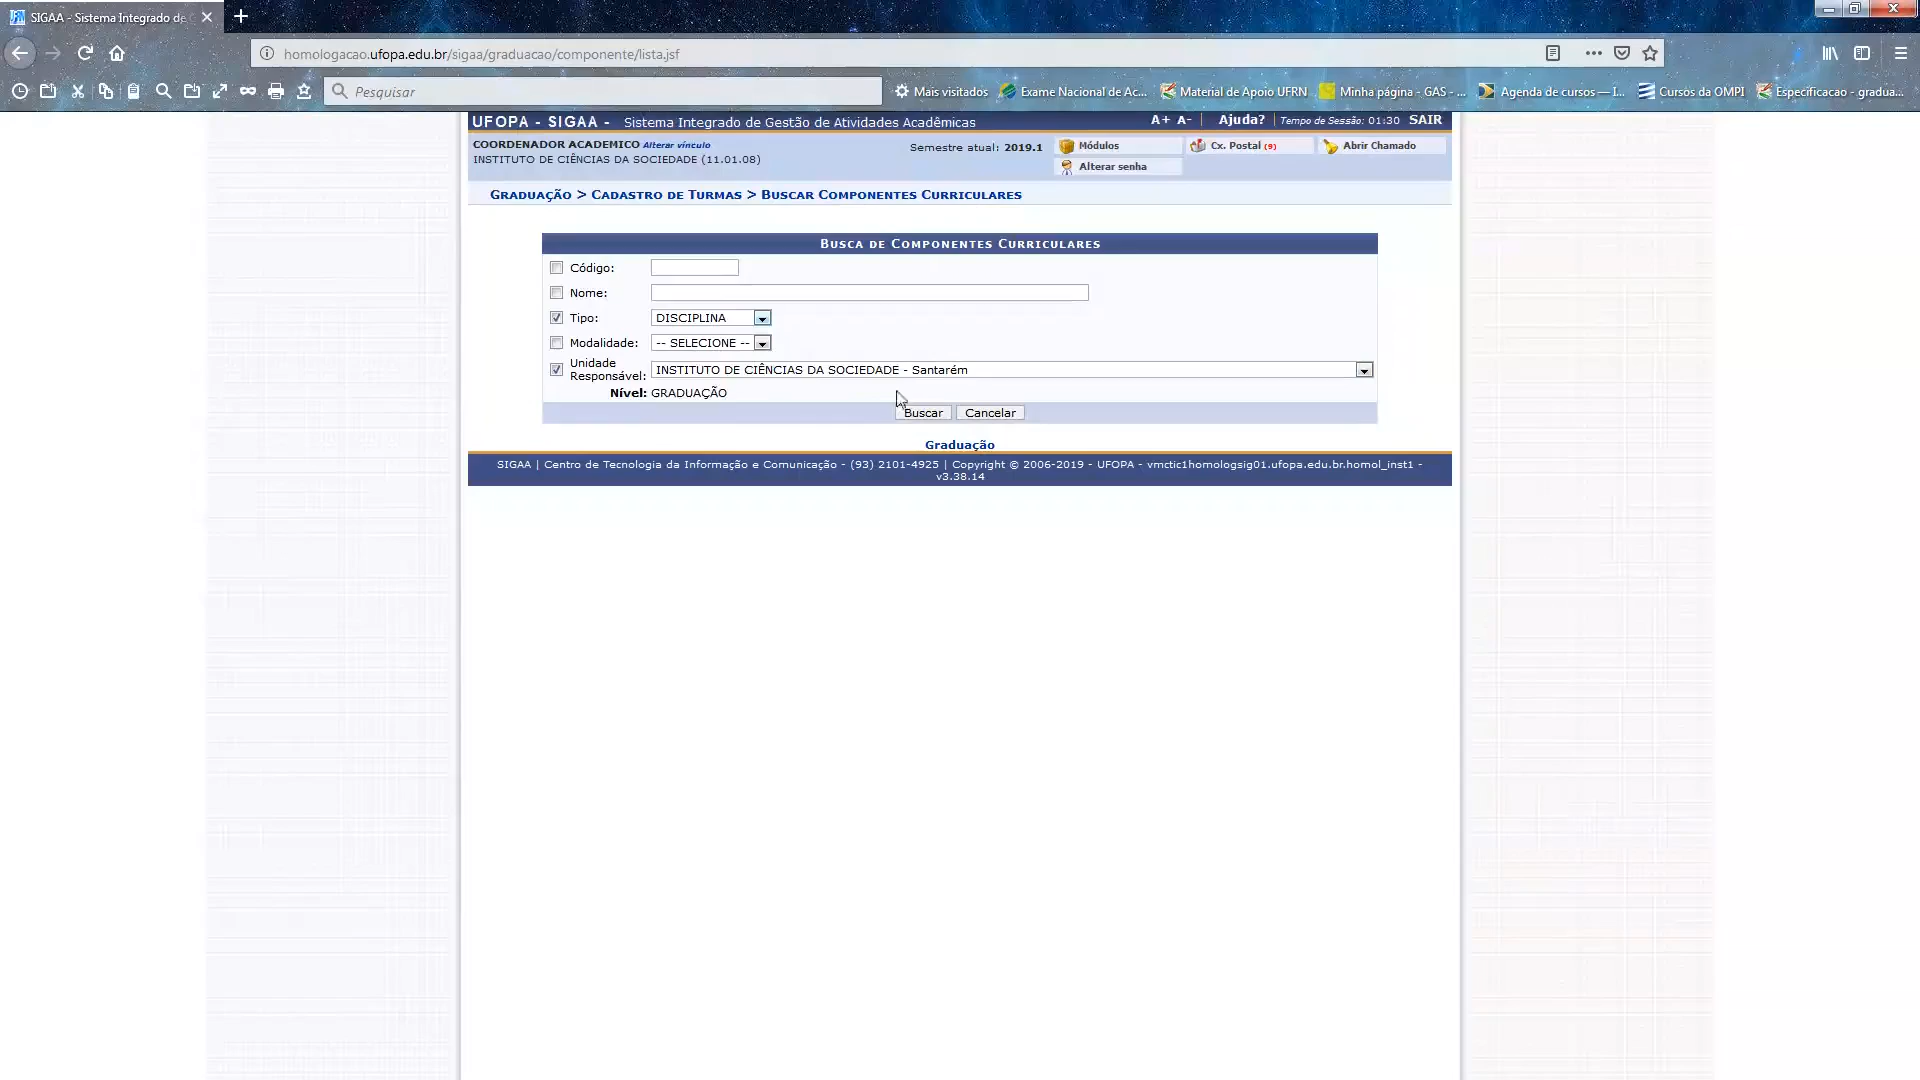 SIGAA - Sistema Integrado de
homologacao.ufopa.edu.br/sigaa/graduacao/componente/lista.jsf
Pesquisar
Mais visitados
Exame Nacional de Ac...
Material de Apoio UFRN
Minha página - GAS - ...
Agenda de cursos — I...
Cursos da OMPI
Especificacao - gradua...
UFOPA - SIGAA - Sistema Integrado de Gestão de Atividades Acadêmicas
A+ A- | Ajuda? | Tempo de Sessão: 01:30 SAIR
COORDENADOR ACADEMICO Alterar vínculo
INSTITUTO DE CIÊNCIAS DA SOCIEDADE (11.01.08)
Semestre atual: 2019.1
Módulos
Cx. Postal (9)
Abrir Chamado
Alterar senha
GRADUAÇÃO > CADASTRO DE TURMAS > BUSCAR COMPONENTES CURRICULARES
BUSCA DE COMPONENTES CURRICULARES
Código:
Nome:
Tipo: DISCIPLINA
Modalidade: -- SELECIONE --
Unidade
Responsável: INSTITUTO DE CIÊNCIAS DA SOCIEDADE - Santarém
Nível: GRADUAÇÃO
Buscar Cancelar
Graduação
SIGAA | Centro de Tecnologia da Informação e Comunicação - (93) 2101-4925 | Copyright © 2006-2019 - UFOPA - vmctic1homologsig01.ufopa.edu.br.homol_inst1 -
v3.38.14